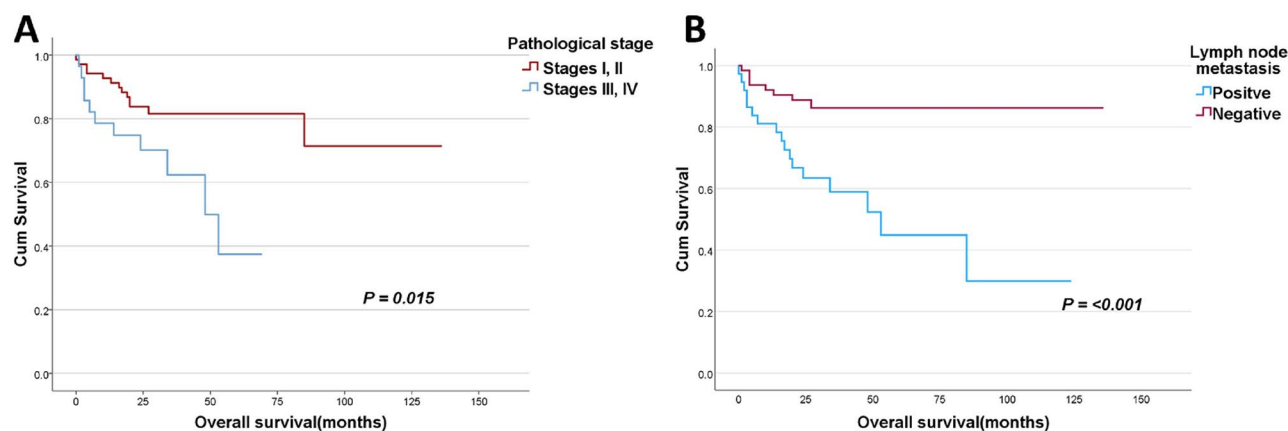 A
Pathological stage
Stages I, II
Stages III, IV
Cum Survival
1.0
0.8
0.6
0.4
0.2
0.0
P = 0.015
0 25 50 75 100 125 150
Overall survival(months)
B
Lymph node
metastasis
Positve
Negative
Cum Survival
1.0
0.8
0.6
0.4
0.2
0.0
P = <0.001
0 25 50 75 100 125 150
Overall survival(months)